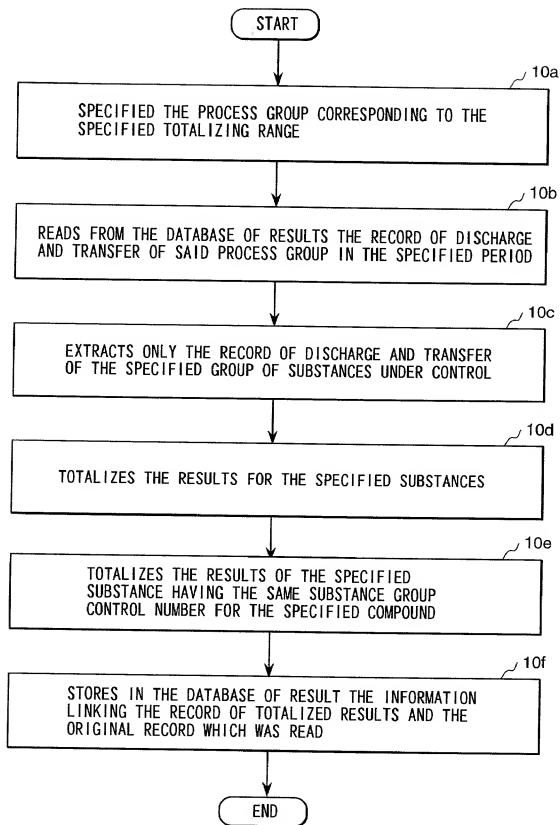 START
10a
SPECIFIED THE PROCESS GROUP CORRESPONDING TO THE
SPECIFIED TOTALIZING RANGE
10b
READS FROM THE DATABASE OF RESULTS THE RECORD OF DISCHARGE
AND TRANSFER OF SAID PROCESS GROUP IN THE SPECIFIED PERIOD
10c
EXTRACTS ONLY THE RECORD OF DISCHARGE AND TRANSFER
OF THE SPECIFIED GROUP OF SUBSTANCES UNDER CONTROL
10d
TOTALIZES THE RESULTS FOR THE SPECIFIED SUBSTANCES
10e
TOTALIZES THE RESULTS OF THE SPECIFIED
SUBSTANCE HAVING THE SAME SUBSTANCE GROUP
CONTROL NUMBER FOR THE SPECIFIED COMPOUND
10f
STORES IN THE DATABASE OF RESULT THE INFORMATION
LINKING THE RECORD OF TOTALIZED RESULTS AND THE
ORIGINAL RECORD WHICH WAS READ
END